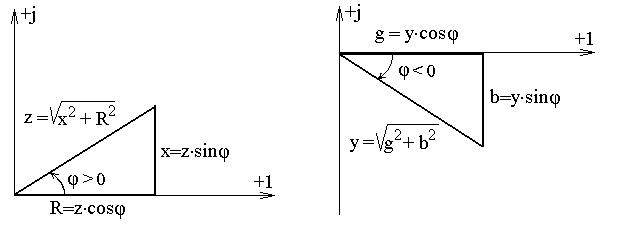 +j
z = √x² + R²
x=z·sinφ
φ > 0
+1
R=z·cosφ
+j
g = y·cosφ
+1
φ < 0
b=y·sinφ
y = √g² + b²